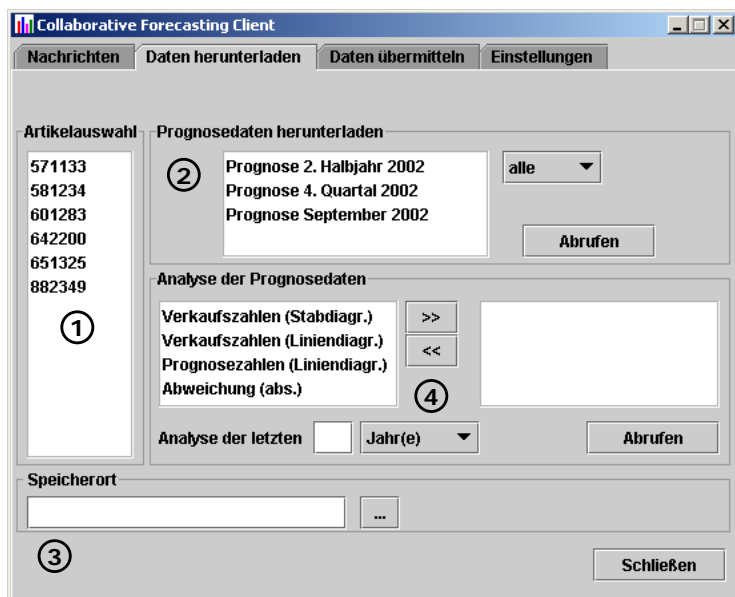 Collaborative Forecasting Client
Nachrichten
Daten herunterladen
Daten übermitteln
Einstellungen
Artikelauswahl
571133
581234
601283
642200
651325
882349
1
Prognosedaten herunterladen
2
Prognose 2. Halbjahr 2002
Prognose 4. Quartal 2002
Prognose September 2002
alle
Abrufen
Analyse der Prognosedaten
Verkaufszahlen (Stabdiagr.)
Verkaufszahlen (Liniendiagr.)
Prognosezahlen (Liniendiagr.)
Abweichung (abs.)
>>
<<
4
Analyse der letzten
Jahr(e)
Abrufen
Speicherort
...
3
Schließen